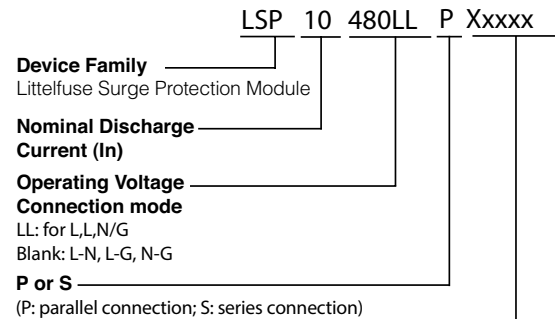 LSP 10 480LL P Xxxxx
Device Family
Littelfuse Surge Protection Module
Nominal Discharge
Current (In)
Operating Voltage
Connection mode
LL: for L,L,N/G
Blank: L-N, L-G, N-G
P or S
(P: parallel connection; S: series connection)